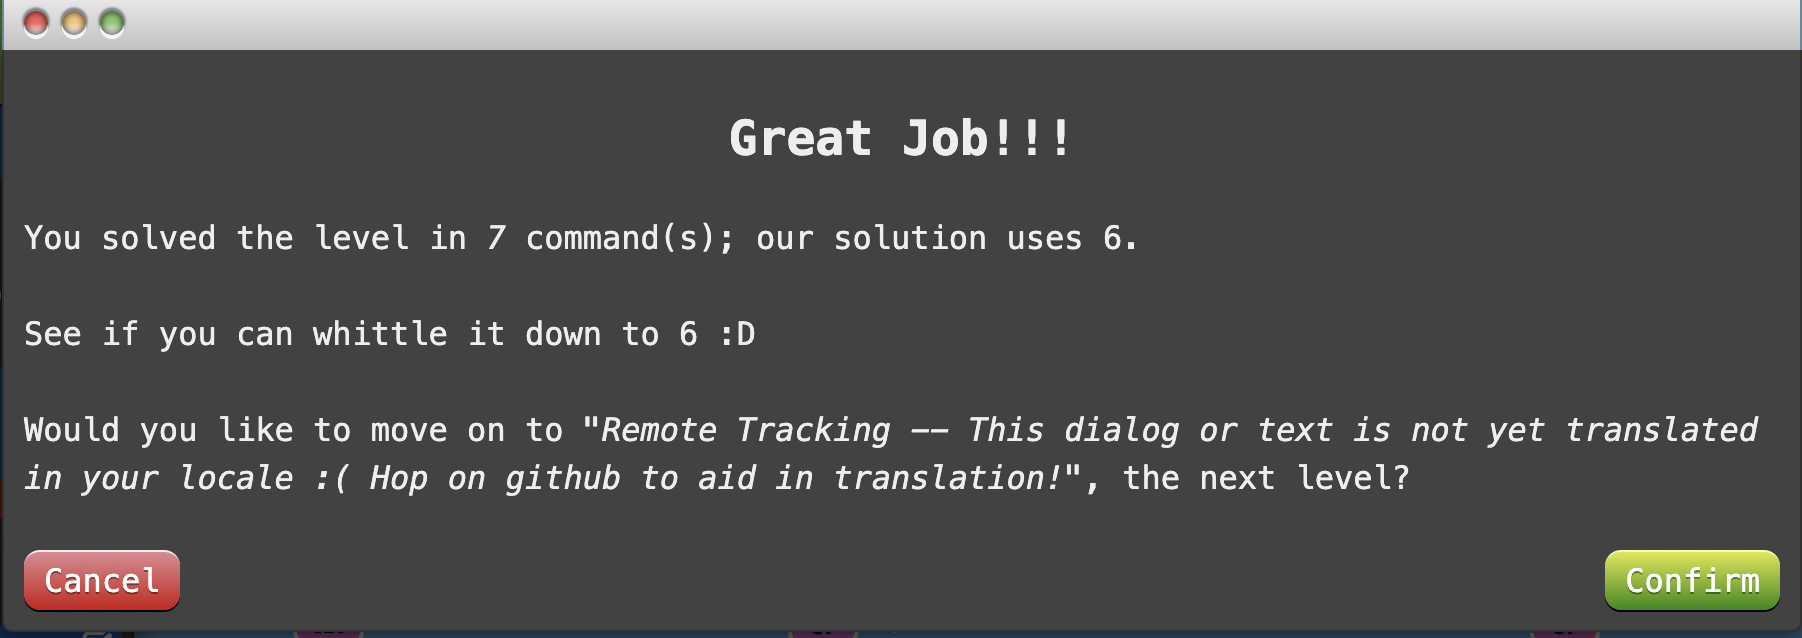 Great Job!!!
You solved the level in 7 command(s); our solution uses 6.
See if you can whittle it down to 6 :D
Would you like to move on to "Remote Tracking -- This dialog or text is not yet translated
in your locale :( Hop on github to aid in translation!", the next level?
Cancel
Confirm